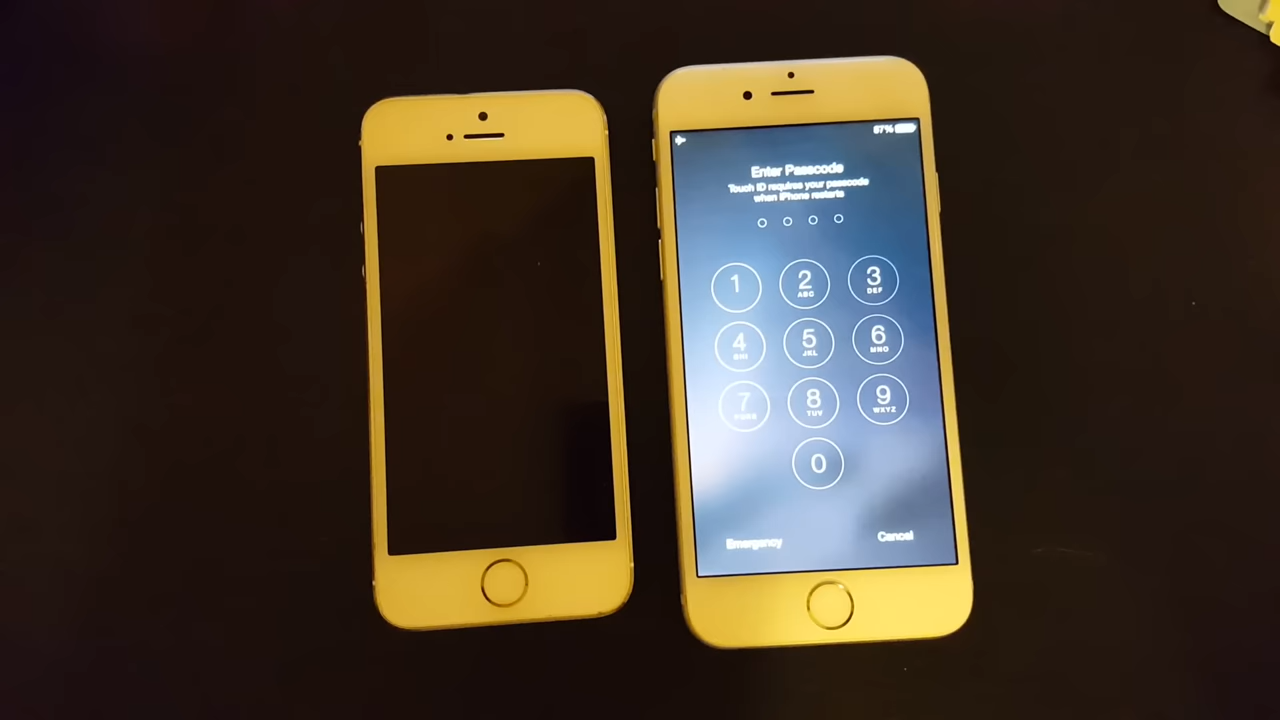 87%
Enter Passcode
Touch ID requires your passcode
when iPhone restarts
1
2
ABC
3
DEF
4
GHI
5
JKL
6
MNO
7
PQRS
8
TUV
9
WXYZ
0
Emergency
Cancel